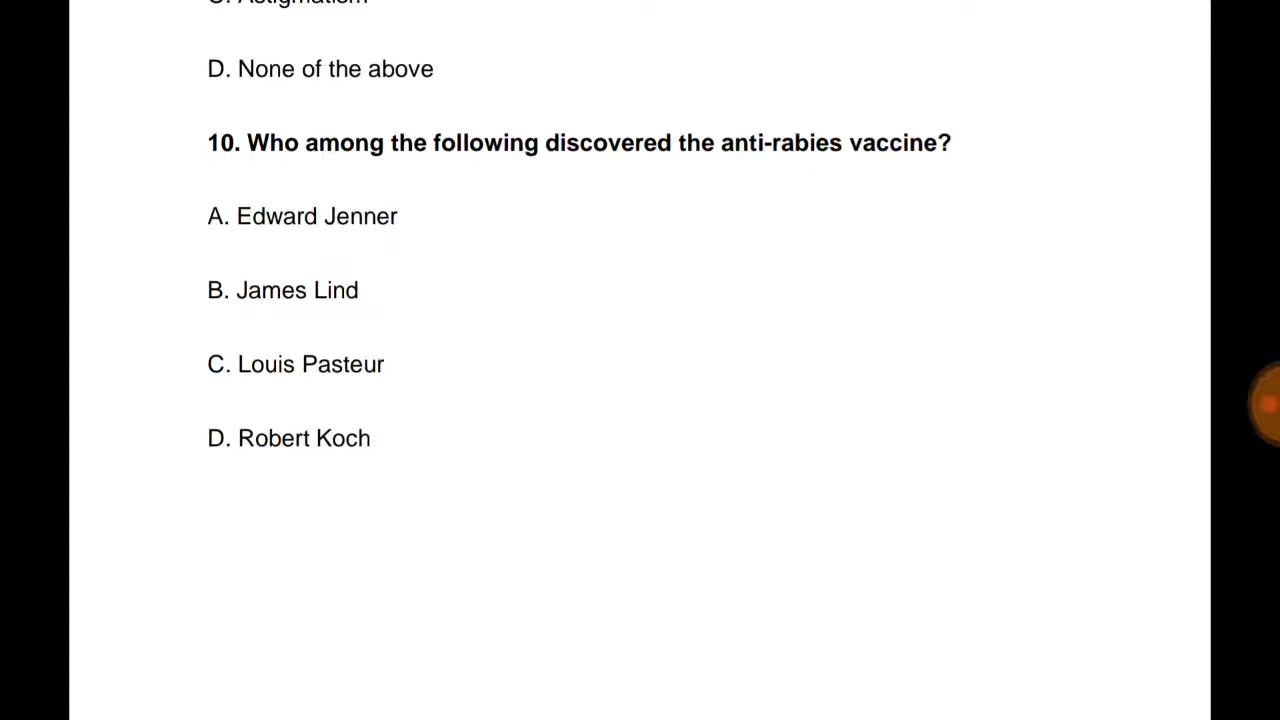 C. Astigmatism
D. None of the above
10. Who among the following discovered the anti-rabies vaccine?
A. Edward Jenner
B. James Lind
C. Louis Pasteur
D. Robert Koch